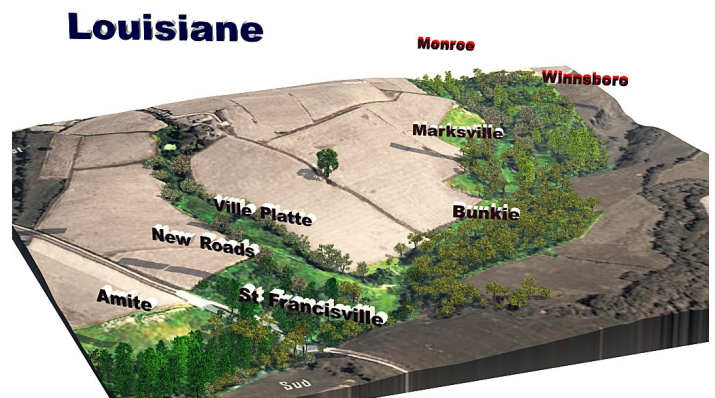 Louisiane
Monroe
Winnsboro
Marksville
Ville Platte
Bunkie
New Roads
Amite
St Francisville
Sud